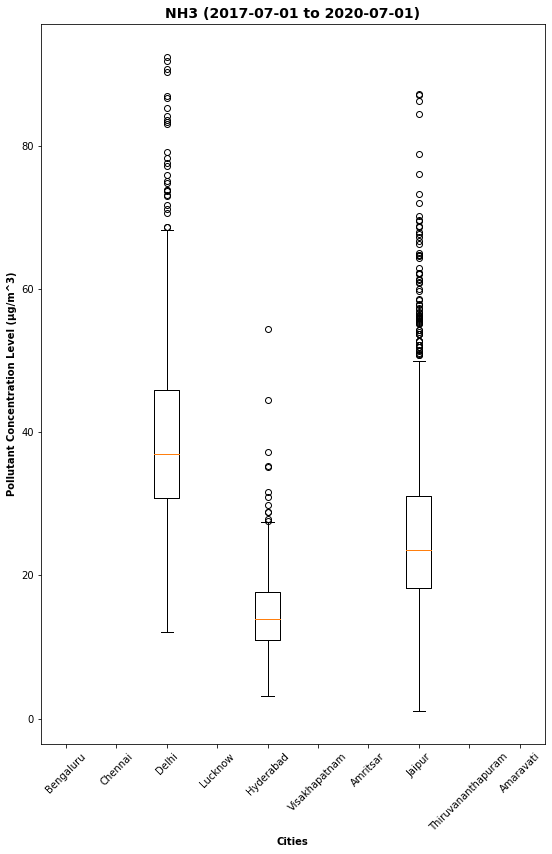 NH3 (2017-07-01 to 2020-07-01)
Pollutant Concentration Level (µg/m^3)
80
60
40
20
0
Bengaluru
Chennai
Delhi
Lucknow
Hyderabad
Visakhapatnam
Amritsar
Jaipur
Thiruvananthapuram
Amaravati
Cities